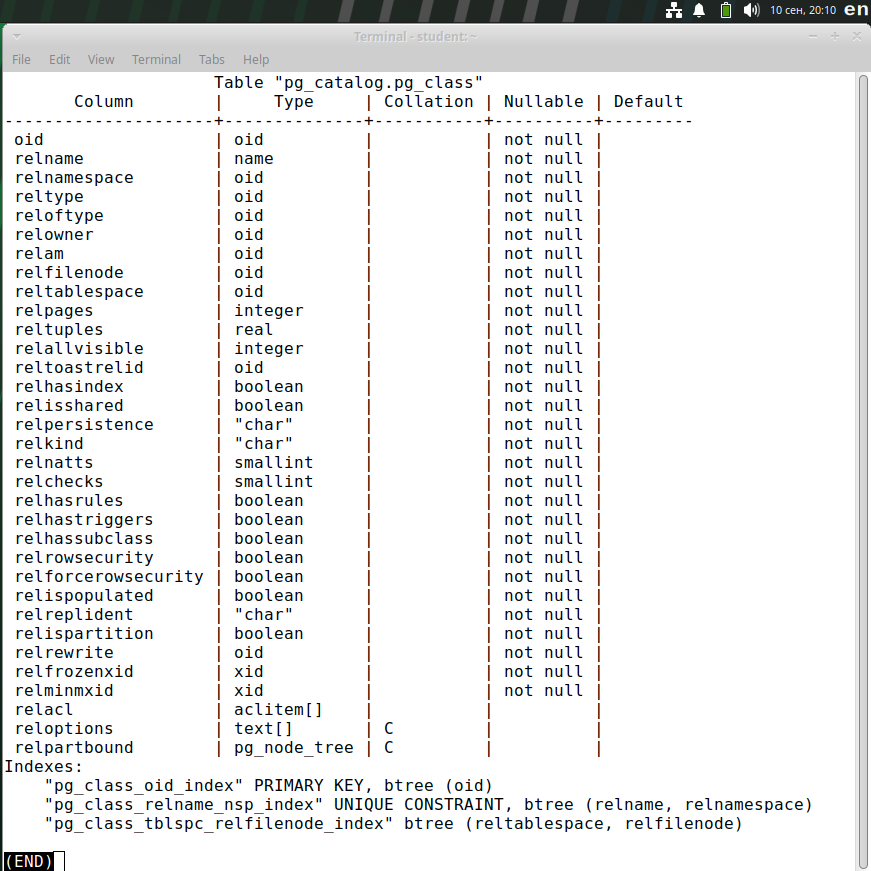 10 сен, 20:10 en
Terminal - student: ~
File Edit View Terminal Tabs Help
                     Table "pg_catalog.pg_class"
       Column        |     Type     | Collation | Nullable | Default
---------------------+--------------+-----------+----------+---------
 oid                 | oid          |           | not null |
 relname             | name         |           | not null |
 relnamespace        | oid          |           | not null |
 reltype             | oid          |           | not null |
 reloftype           | oid          |           | not null |
 relowner            | oid          |           | not null |
 relam               | oid          |           | not null |
 relfilenode         | oid          |           | not null |
 reltablespace       | oid          |           | not null |
 relpages            | integer      |           | not null |
 reltuples           | real         |           | not null |
 relallvisible       | integer      |           | not null |
 reltoastrelid       | oid          |           | not null |
 relhasindex         | boolean      |           | not null |
 relisshared         | boolean      |           | not null |
 relpersistence      | "char"       |           | not null |
 relkind             | "char"       |           | not null |
 relnatts            | smallint     |           | not null |
 relchecks           | smallint     |           | not null |
 relhasrules         | boolean      |           | not null |
 relhastriggers      | boolean      |           | not null |
 relhassubclass      | boolean      |           | not null |
 relrowsecurity      | boolean      |           | not null |
 relforcerowsecurity | boolean      |           | not null |
 relispopulated      | boolean      |           | not null |
 relreplident        | "char"       |           | not null |
 relispartition      | boolean      |           | not null |
 relrewrite          | oid          |           | not null |
 relfrozenxid        | xid          |           | not null |
 relminmxid          | xid          |           | not null |
 relacl              | aclitem[]    |           |          |
 reloptions          | text[]       | C         |          |
 relpartbound        | pg_node_tree | C         |          |
Indexes:
    "pg_class_oid_index" PRIMARY KEY, btree (oid)
    "pg_class_relname_nsp_index" UNIQUE CONSTRAINT, btree (relname, relnamespace)
    "pg_class_tblspc_relfilenode_index" btree (reltablespace, relfilenode)
(END)